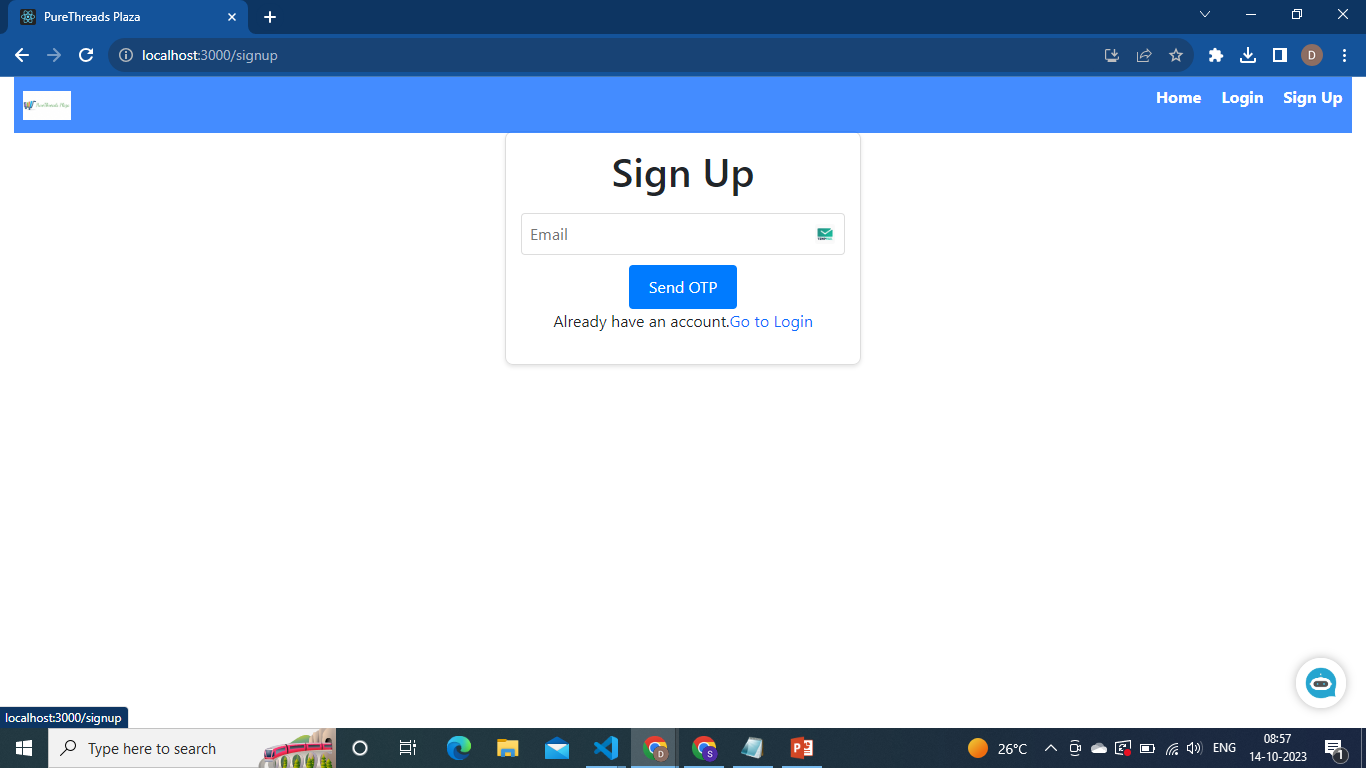 PureThreads Plaza
localhost:3000/signup
D
PureThreads Plaza
Home Login Sign Up
Sign Up
Email
Send OTP
Already have an account.Go to Login
localhost:3000/signup
Type here to search
D
S
26°C
ENG
08:57
14-10-2023
1